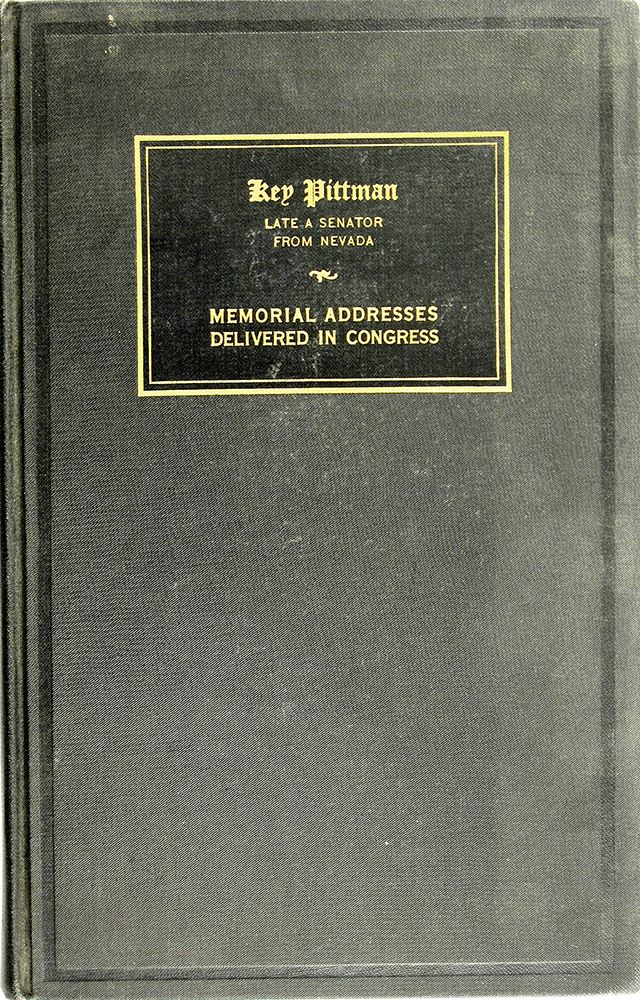 Key Pittman
LATE A SENATOR
FROM NEVADA
MEMORIAL ADDRESSES
DELIVERED IN CONGRESS